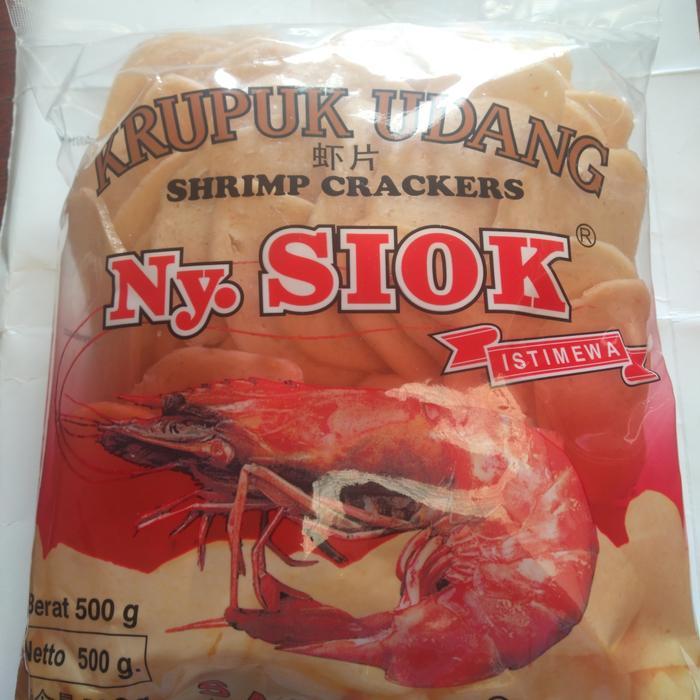 KRUPUK UDANG
虾片
SHRIMP CRACKERS
Ny. SIOK ®
ISTIMEWA
Berat 500 g
Netto 500 g.